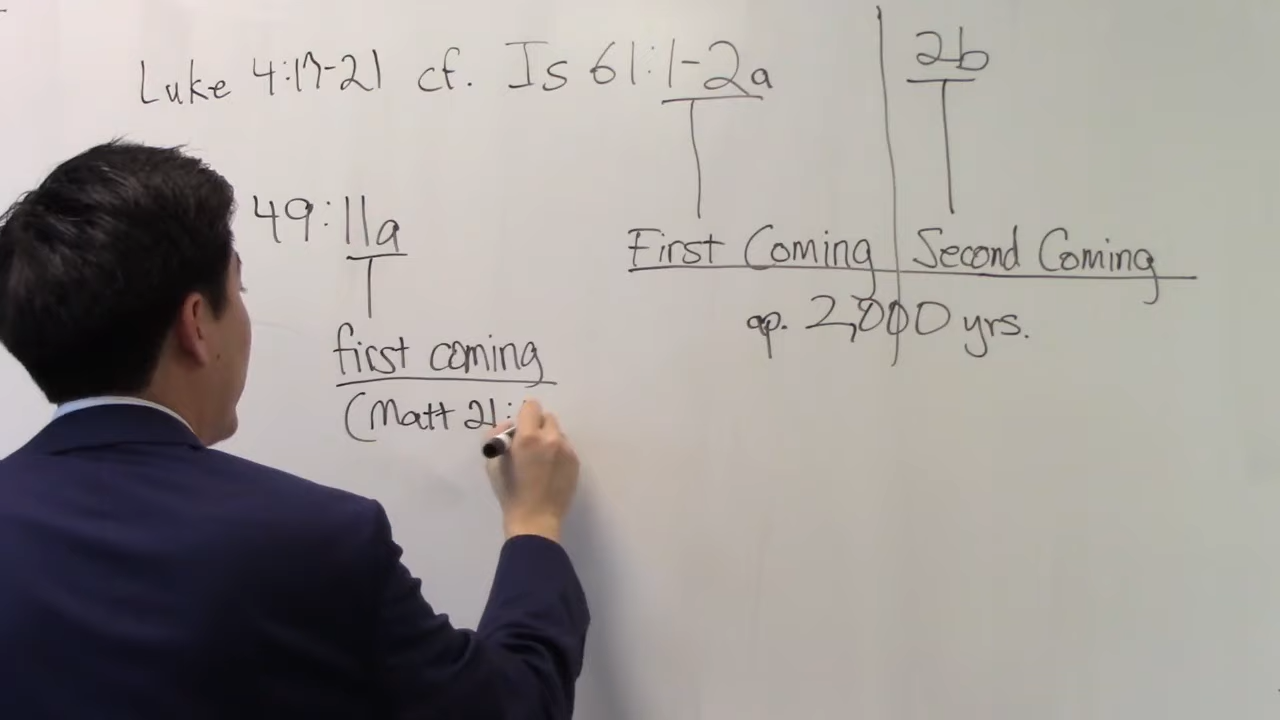 Luke 4:17-21 cf. Is 61:1-2a 2b
49:11a
First Coming Second Coming
ap. 2,000 yrs.
first coming
(Matt 21: